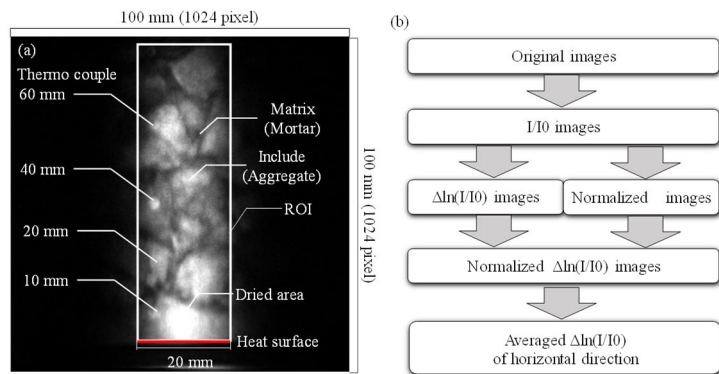 100 mm (1024 pixel)
(a)
Thermo couple
60 mm
Matrix
(Mortar)
Include
(Aggregate)
40 mm
ROI
20 mm
10 mm
Dried area
Heat surface
20 mm
100 mm (1024 pixel)
(b)
Original images
I/I0 images
Δln(I/I0) images
Normalized images
Normalized Δln(I/I0) images
Averaged Δln(I/I0)
of horizontal direction